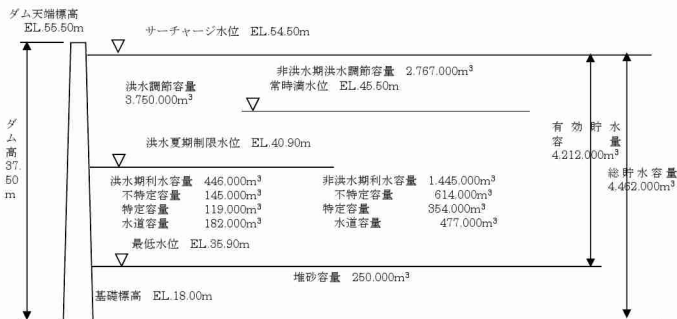 ダム天端標高
EL.55.50m
サーチャージ水位 EL.54.50m
非洪水期洪水調節容量 2.767.000m³
洪水調節容量
3.750.000m³
常時満水位 EL.45.50m
ダム高37.50m
洪水夏期制限水位 EL.40.90m
有効貯水容量
4.212.000m³
総貯水容量
4.462.000m³
洪水期利水容量 446.000m³
不特定容量 145.000m³
特定容量 119.000m³
水道容量 182.000m³
非洪水期利水容量 1.445.000m³
不特定容量 614.000m³
特定容量 354.000m³
水道容量 477.000m³
最低水位 EL.35.90m
堆砂容量 250.000m³
基礎標高 EL.18.00m